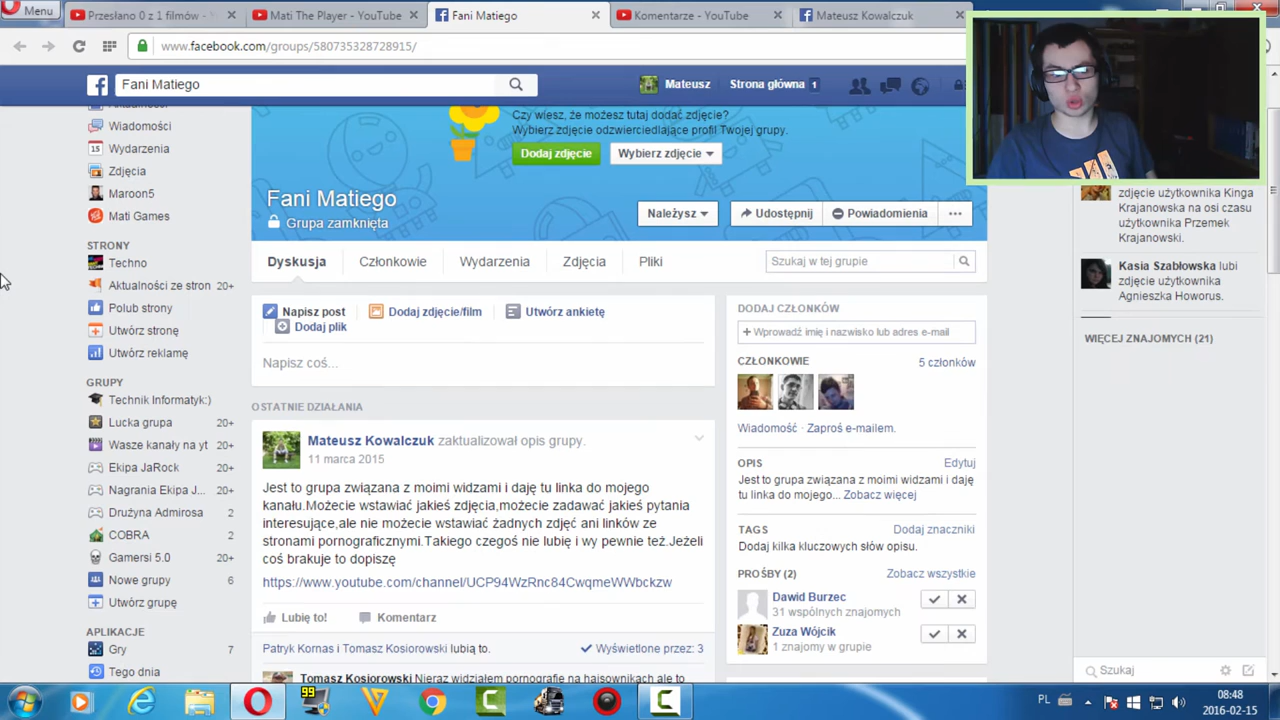 Menu
Przesłano 0 z 1 filmów -
Mati The Player - YouTube
Fani Matiego
Komentarze - YouTube
Mateusz Kowalczuk
www.facebook.com/groups/580735328728915/
Fani Matiego
Mateusz
Strona główna 1
Wiadomości
15 Wydarzenia
Zdjęcia
Maroon5
Mati Games
STRONY
Techno
Aktualności ze stron 20+
Polub strony
Utwórz stronę
Utwórz reklamę
GRUPY
Technik Informatyk:)
Lucka grupa 20+
Wasze kanały na yt 20+
Ekipa JaRock 20+
Nagrania Ekipa J... 20+
Drużyna Admirosa 2
COBRA 2
Gamersi 5.0 20+
Nowe grupy 6
Utwórz grupę
APLIKACJE
Gry 7
Tego dnia
Czy wiesz, że możesz tutaj dodać zdjęcie?
Wybierz zdjęcie odzwierciedlające profil Twojej grupy.
Dodaj zdjęcie
Wybierz zdjęcie
Fani Matiego
Grupa zamknięta
Należysz
Udostępnij
Powiadomienia
Dyskusja
Członkowie
Wydarzenia
Zdjęcia
Pliki
Szukaj w tej grupie
Napisz post
Dodaj zdjęcie/film
Utwórz ankietę
Dodaj plik
Napisz coś...
OSTATNIE DZIAŁANIA
Mateusz Kowalczuk zaktualizował opis grupy.
11 marca 2015
Jest to grupa związana z moimi widzami i daję tu linka do mojego
kanału.Możecie wstawiać jakieś zdjęcia,możecie zadawać jakieś pytania
interesujące,ale nie możecie wstawiać żadnych zdjęć ani linków ze
stronami pornograficznymi.Takiego czegoś nie lubię i wy pewnie też.Jeżeli
coś brakuje to dopiszę
https://www.youtube.com/channel/UCP94WzRnc84CwqmeWWbckzw
Lubię to!
Komentarz
Patryk Kornas i Tomasz Kosiorowski lubią to.
Wyświetlone przez: 3
Tomasz Kosiorowski Nieraz widziałem pornografię na hajsownikach ale to
DODAJ CZŁONKÓW
+ Wprowadź imię i nazwisko lub adres e-mail
CZŁONKOWIE
5 członków
Wiadomość · Zaproś e-mailem.
OPIS
Edytuj
Jest to grupa związana z moimi widzami i daję
tu linka do mojego... Zobacz więcej
TAGS
Dodaj znaczniki
Dodaj kilka kluczowych słów opisu.
PROŚBY (2)
Zobacz wszystkie
Dawid Burzec
31 wspólnych znajomych
Zuza Wójcik
1 znajomy w grupie
zdjęcie użytkownika Kinga
Krajanowska na osi czasu
użytkownika Przemek
Krajanowski.
Kasia Szabłowska lubi
zdjęcie użytkownika
Agnieszka Howorus.
WIĘCEJ ZNAJOMYCH (21)
Szukaj
99
PL
08:48
2016-02-15